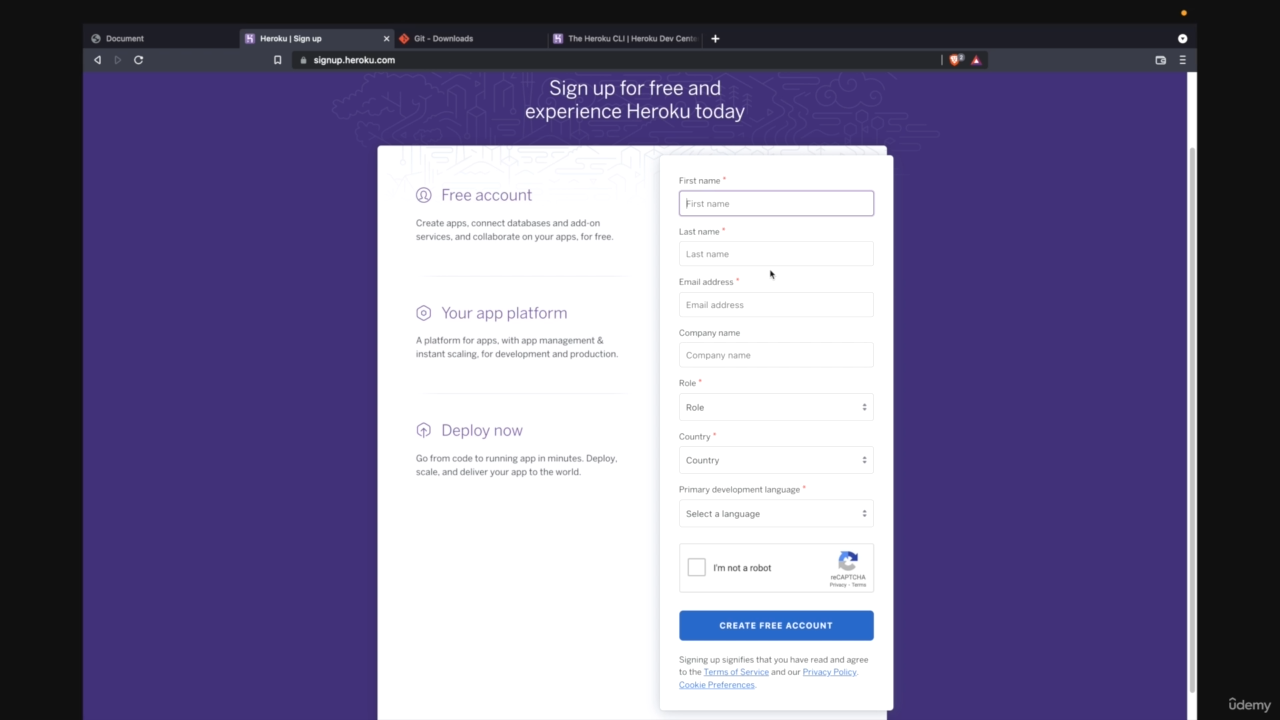 Document
Heroku | Sign up
Git - Downloads
The Heroku CLI | Heroku Dev Cente
signup.heroku.com
Sign up for free and
experience Heroku today
Free account
Create apps, connect databases and add-on
services, and collaborate on your apps, for free.
Your app platform
A platform for apps, with app management &
instant scaling, for development and production.
Deploy now
Go from code to running app in minutes. Deploy,
scale, and deliver your app to the world.
First name *
First name
Last name *
Last name
Email address *
Email address
Company name
Company name
Role *
Role
Country *
Country
Primary development language *
Select a language
I'm not a robot
reCAPTCHA
Privacy - Terms
CREATE FREE ACCOUNT
Signing up signifies that you have read and agree
to the Terms of Service and our Privacy Policy.
Cookie Preferences.
ûdemy